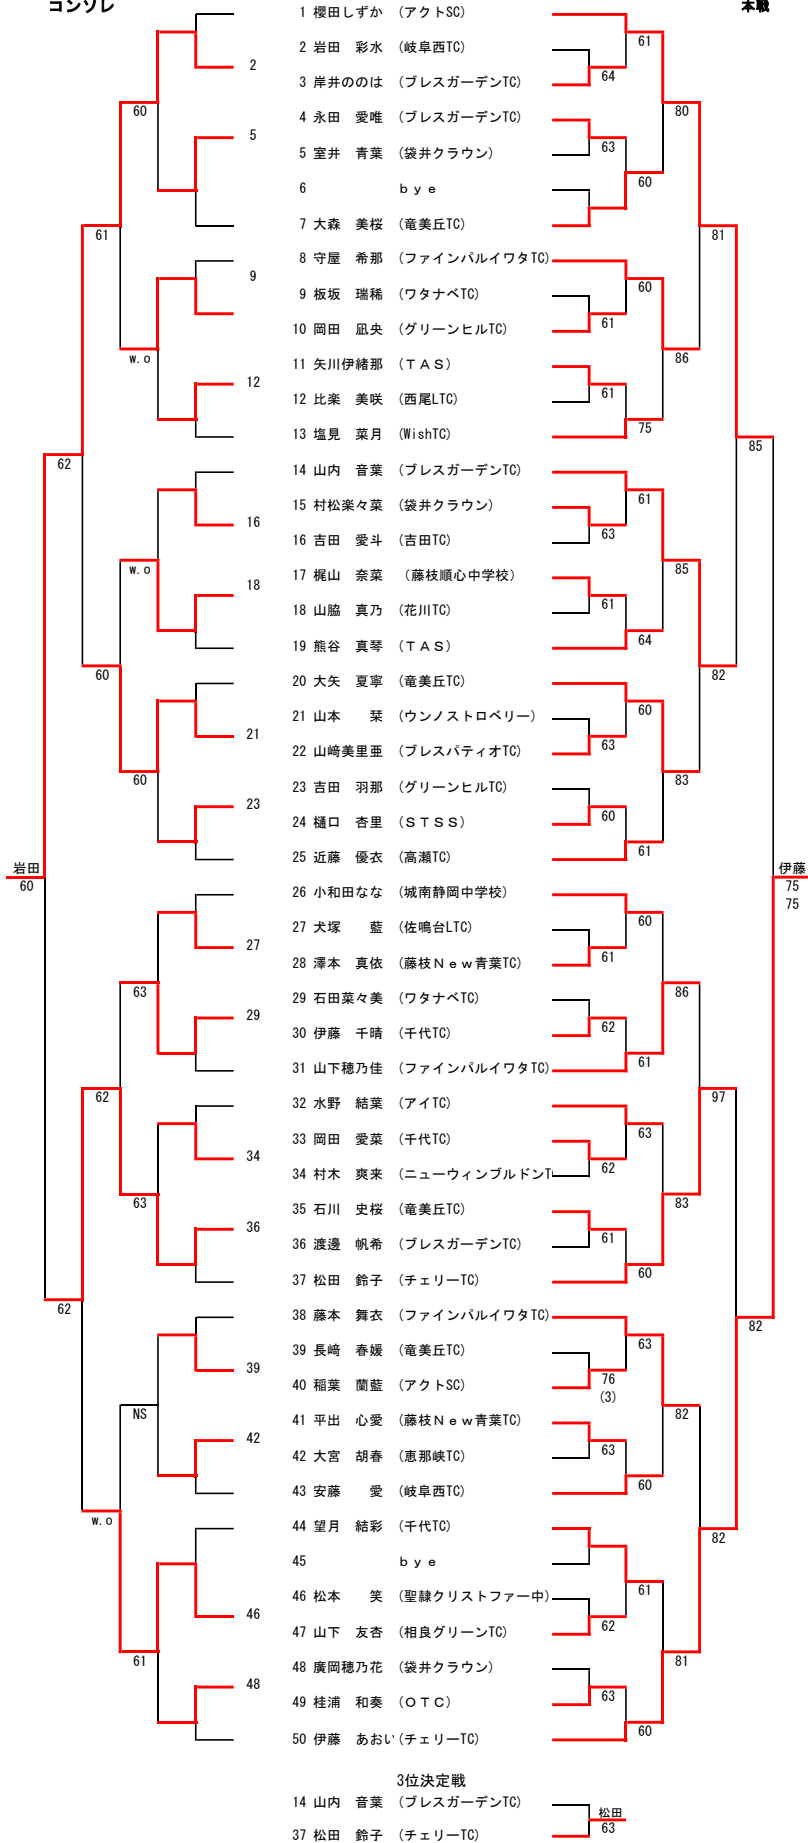 コンソレ 本戦
1 櫻田しずか (アクトSC)
61
2 岩田 彩水 (岐阜西TC)
2
64
3 岸井ののは (ブレスガーデンTC)
60 80
4 永田 愛唯 (ブレスガーデンTC)
5
63
5 室井 青葉 (袋井クラウン)
60
6 bye
7 大森 美桜 (竜美丘TC)
61 81
8 守屋 希那 (ファインパルイワタTC)
9
60
9 板坂 瑞稀 (ワタナベTC)
61
10 岡田 凪央 (グリーンヒルTC)
w.o 86
11 矢川伊緒那 (TAS)
12
61
12 比楽 美咲 (西尾LTC)
75
13 塩見 菜月 (WishTC)
62 85
14 山内 音葉 (ブレスガーデンTC)
61
15 村松楽々菜 (袋井クラウン)
16
63
16 吉田 愛斗 (吉田TC)
w.o 85
17 梶山 奈菜 (藤枝順心中学校)
18
61
18 山脇 真乃 (花川TC)
64
19 熊谷 真琴 (TAS)
60 82
20 大矢 夏寧 (竜美丘TC)
60
21 山本 栞 (ウンノストロベリー)
21
63
22 山﨑美里亜 (ブレスパティオTC)
60 83
23 吉田 羽那 (グリーンヒルTC)
23
60
24 樋口 杏里 (STSS)
61
25 近藤 優衣 (高瀬TC)
岩田 伊藤
60 75
75
26 小和田なな (城南静岡中学校)
60
27 犬塚 藍 (佐鳴台LTC)
27
61
28 澤本 真依 (藤枝New青葉TC)
63 86
29 石田菜々美 (ワタナベTC)
29
62
30 伊藤 千晴 (千代TC)
61
31 山下穂乃佳 (ファインパルイワタTC)
62 97
32 水野 結葉 (アイTC)
63
33 岡田 愛菜 (千代TC)
34
62
34 村木 爽来 (ニューウィンブルドンT
63 83
35 石川 史桜 (竜美丘TC)
36
61
36 渡邊 帆希 (ブレスガーデンTC)
60
37 松田 鈴子 (チェリーTC)
62 82
38 藤本 舞衣 (ファインパルイワタTC)
63
39 長﨑 春媛 (竜美丘TC)
39
76
(3)
40 稲葉 蘭藍 (アクトSC)
NS 82
41 平出 心愛 (藤枝New青葉TC)
42
63
42 大宮 胡春 (恵那峡TC)
60
43 安藤 愛 (岐阜西TC)
w.o 82
44 望月 結彩 (千代TC)
45 bye
61
46 松本 笑 (聖隷クリストファー中)
46
62
47 山下 友杏 (相良グリーンTC)
61 81
48 廣岡穂乃花 (袋井クラウン)
48
63
49 桂浦 和奏 (OTC)
60
50 伊藤 あおい (チェリーTC)
3位決定戦
14 山内 音葉 (ブレスガーデンTC)
松田
63
37 松田 鈴子 (チェリーTC)